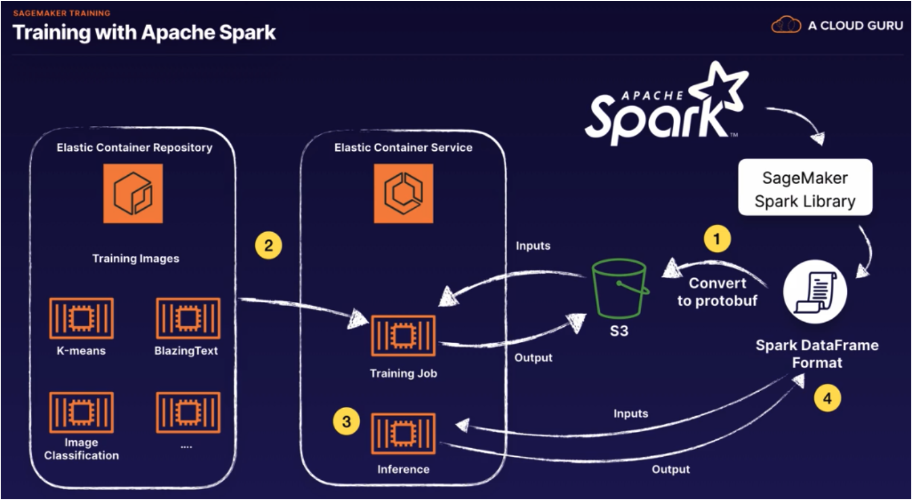 SAGEMAKER TRAINING
Training with Apache Spark
A CLOUD GURU
APACHE
Spark™
SageMaker
Spark Library
Elastic Container Repository
Elastic Container Service
Training Images
2
Inputs
1
Convert
to protobuf
S3
K-means
BlazingText
Training Job
Output
Spark DataFrame
Format
4
3
Inputs
Image
Classification
....
Inference
Output